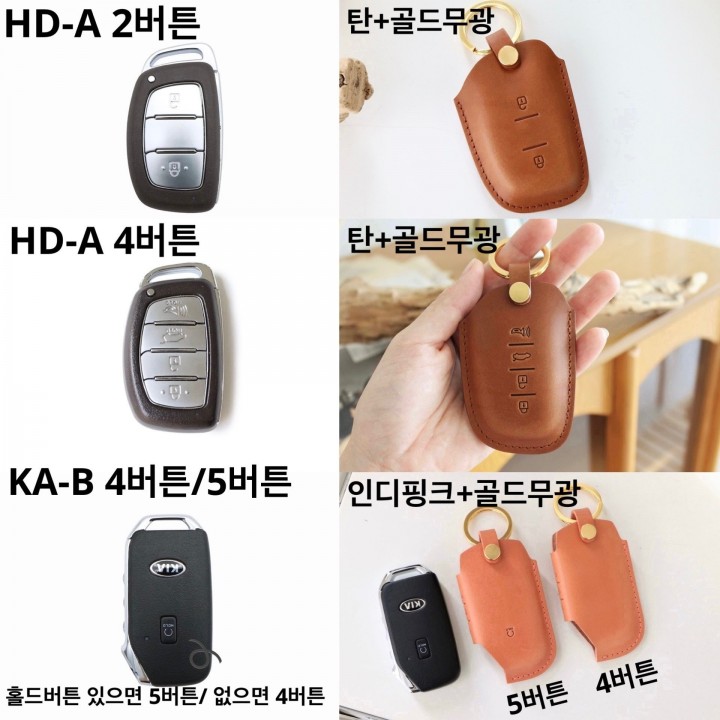 HD-A 2버튼
탄+골드무광
HD-A 4버튼
탄+골드무광
KA-B 4버튼/5버튼
인디핑크+골드무광
KIA
KIA
홀드버튼 있으면 5버튼/ 없으면 4버튼
5버튼
4버튼